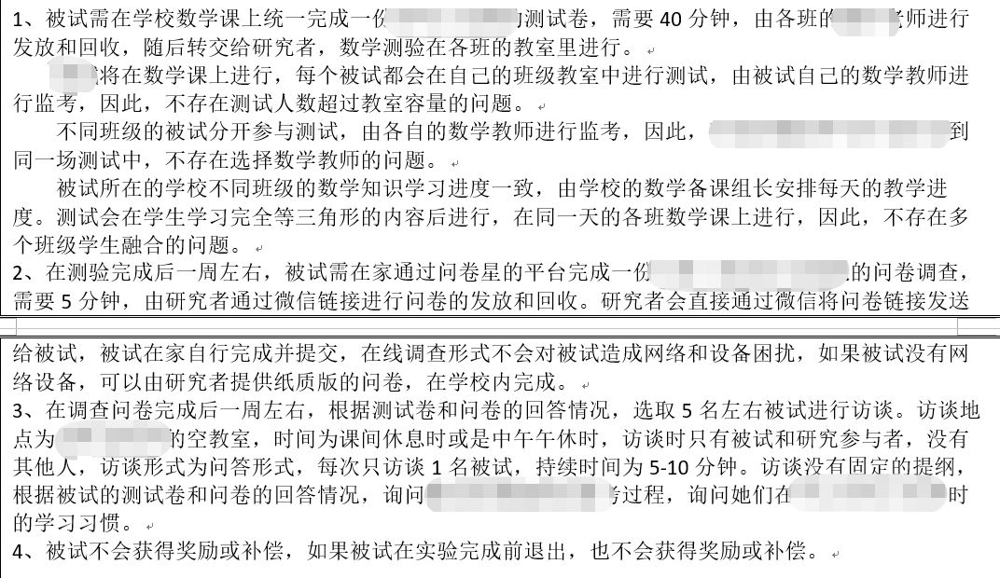 1、被试需在学校数学课上统一完成一份 测试卷，需要 40 分钟，由各班的 老师进行
发放和回收，随后转交给研究者，数学测验在各班的教室里进行。
将在数学课上进行，每个被试都会在自己的班级教室中进行测试，由被试自己的数学教师进
行监考，因此，不存在测试人数超过教室容量的问题。
不同班级的被试分开参与测试，由各自的数学教师进行监考，因此， 到
同一场测试中，不存在选择数学教师的问题。
被试所在的学校不同班级的数学知识学习进度一致，由学校的数学备课组长安排每天的教学进
度。测试会在学生学习完全等三角形的内容后进行，在同一天的各班数学课上进行，因此，不存在多
个班级学生融合的问题。
2、在测验完成后一周左右，被试需在家通过问卷星的平台完成一份 的问卷调查，
需要 5 分钟，由研究者通过微信链接进行问卷的发放和回收。研究者会直接通过微信将问卷链接发送
给被试，被试在家自行完成并提交，在线调查形式不会对被试造成网络和设备困扰，如果被试没有网
络设备，可以由研究者提供纸质版的问卷，在学校内完成。
3、在调查问卷完成后一周左右，根据测试卷和问卷的回答情况，选取 5 名左右被试进行访谈。访谈地
点为 的空教室，时间为课间休息时或是中午午休时，访谈时只有被试和研究参与者，没有
其他人，访谈形式为问答形式，每次只访谈 1 名被试，持续时间为 5-10 分钟。访谈没有固定的提纲，
根据被试的测试卷和问卷的回答情况，询问 过程，询问她们在 时
的学习习惯。
4、被试不会获得奖励或补偿，如果被试在实验完成前退出，也不会获得奖励或补偿。